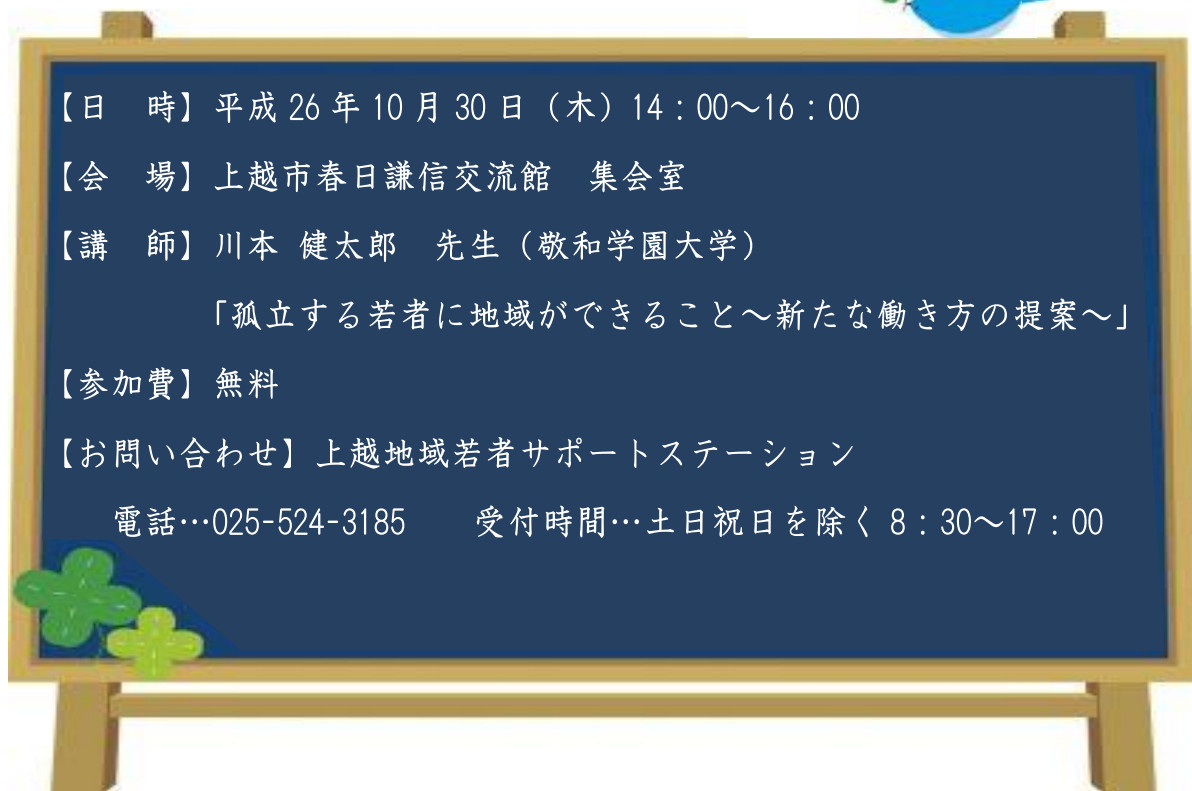 【日　時】平成26年10月30日（木）14：00～16：00
【会　場】上越市春日謙信交流館　集会室
【講　師】川本 健太郎　先生（敬和学園大学）
「孤立する若者に地域ができること～新たな働き方の提案～」
【参加費】無料
【お問い合わせ】上越地域若者サポートステーション
電話…025-524-3185　　受付時間…土日祝日を除く8：30～17：00